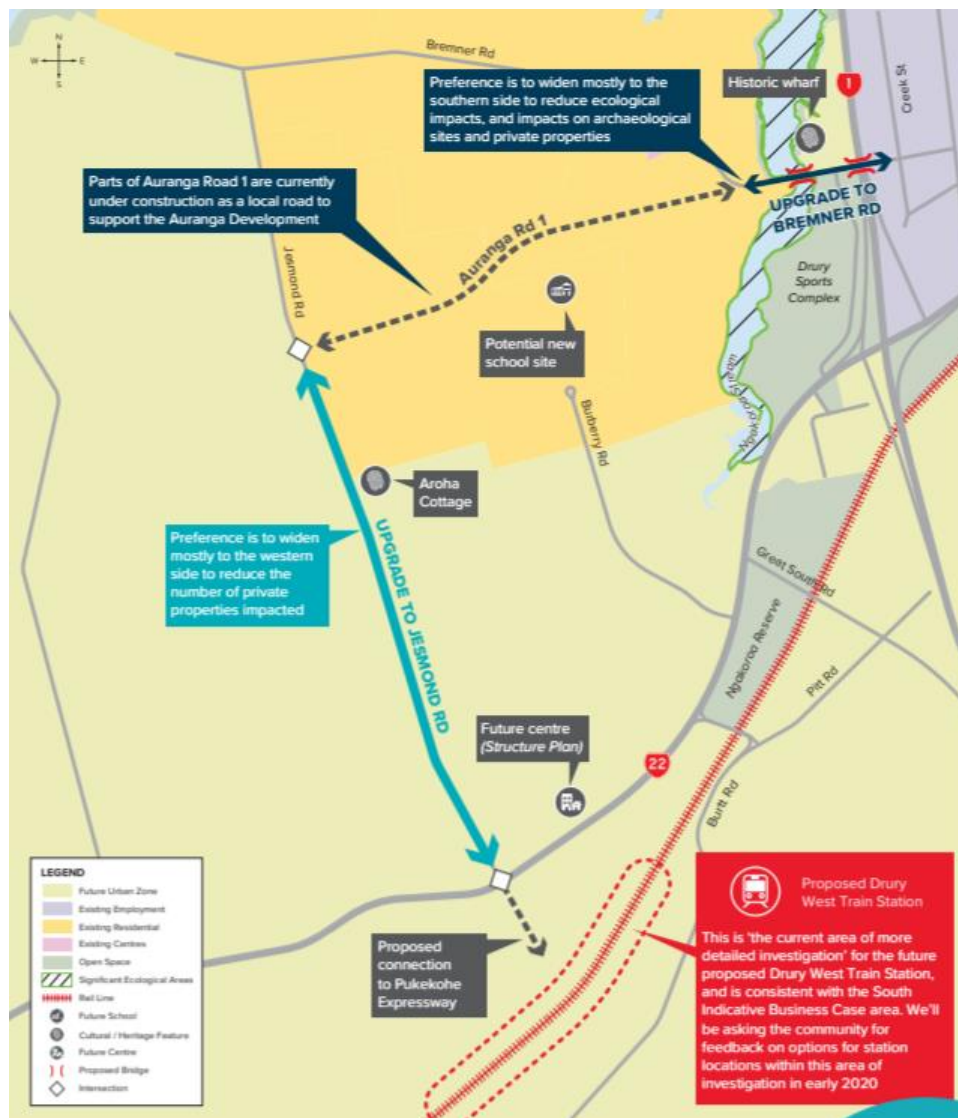 N
W
E
S
Bremner Rd
Preference is to widen mostly to the
southern side to reduce ecological
impacts, and impacts on archaeological
sites and private properties
Historic wharf
1
Creek St
Parts of Auranga Road 1 are currently
under construction as a local road to
support the Auranga Development
UPGRADE TO
BREMNER RD
Auranga Rd 1
Jesmond Rd
Drury
Sports
Complex
Potential new
school site
Ngakoroa Stream
Burberry Rd
Aroha
Cottage
Preference is to widen
mostly to the western
side to reduce the
number of private
properties impacted
UPGRADE TO JESMOND RD
Great South Rd
Ngakoroa Reserve
Pitt Rd
Future centre
(Structure Plan)
22
Burtt Rd
LEGEND
Future Urban Zone
Existing Employment
Existing Residential
Existing Centres
Open Space
Significant Ecological Areas
Rail Line
Future School
Cultural / Heritage Feature
Future Centre
Proposed Bridge
Intersection
Proposed
connection
to Pukekohe
Expressway
Proposed Drury
West Train Station
This is 'the current area of more
detailed investigation' for the future
proposed Drury West Train Station,
and is consistent with the South
Indicative Business Case area. We'll
be asking the community for
feedback on options for station
locations within this area of
investigation in early 2020